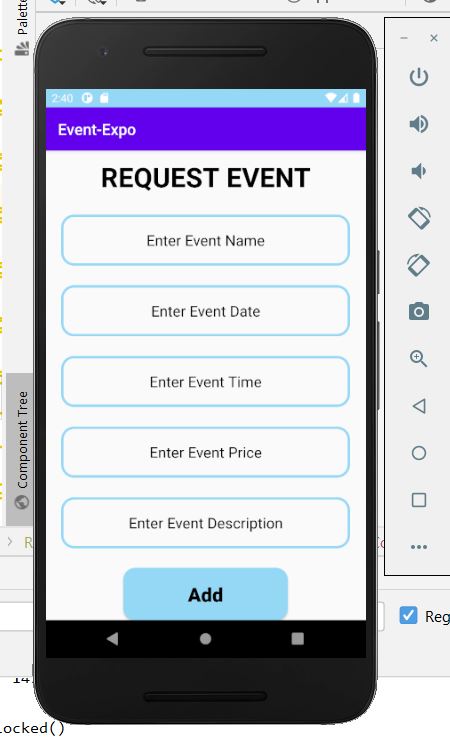 Palette
2:40
Event-Expo
REQUEST EVENT
Enter Event Name
Enter Event Date
Enter Event Time
Enter Event Price
Enter Event Description
Add
Component Tree
R
Reg
14:
locked()